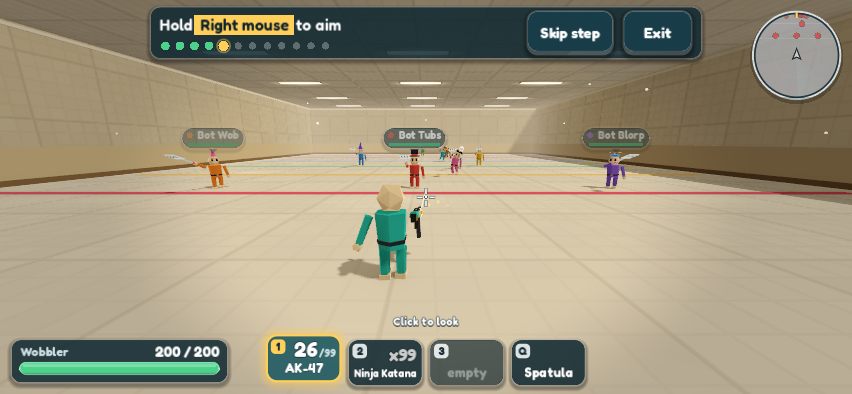 Hold Right mouse to aim
Skip step
Exit
Bot Wob
Bot Tubs
Bot Blorp
Click to look
Wobbler 200 / 200
1 26/99
AK-47
2 x99
Ninja Katana
3
empty
Q
Spatula